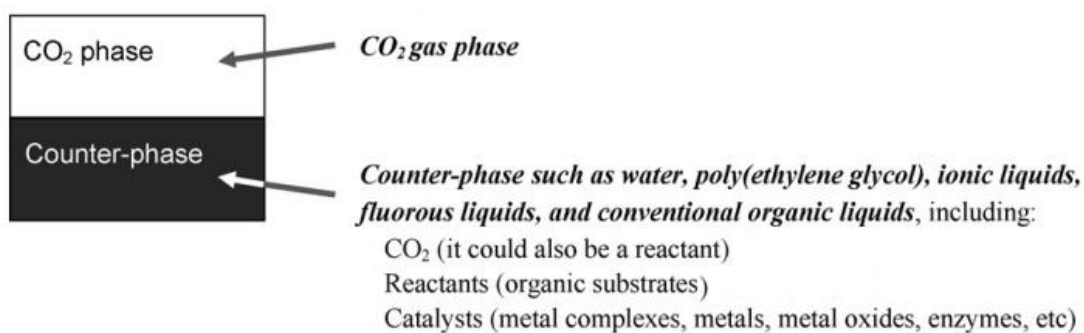 CO₂ phase
CO₂ gas phase
Counter-phase
Counter-phase such as water, poly(ethylene glycol), ionic liquids,
fluorous liquids, and conventional organic liquids, including:
CO₂ (it could also be a reactant)
Reactants (organic substrates)
Catalysts (metal complexes, metals, metal oxides, enzymes, etc)